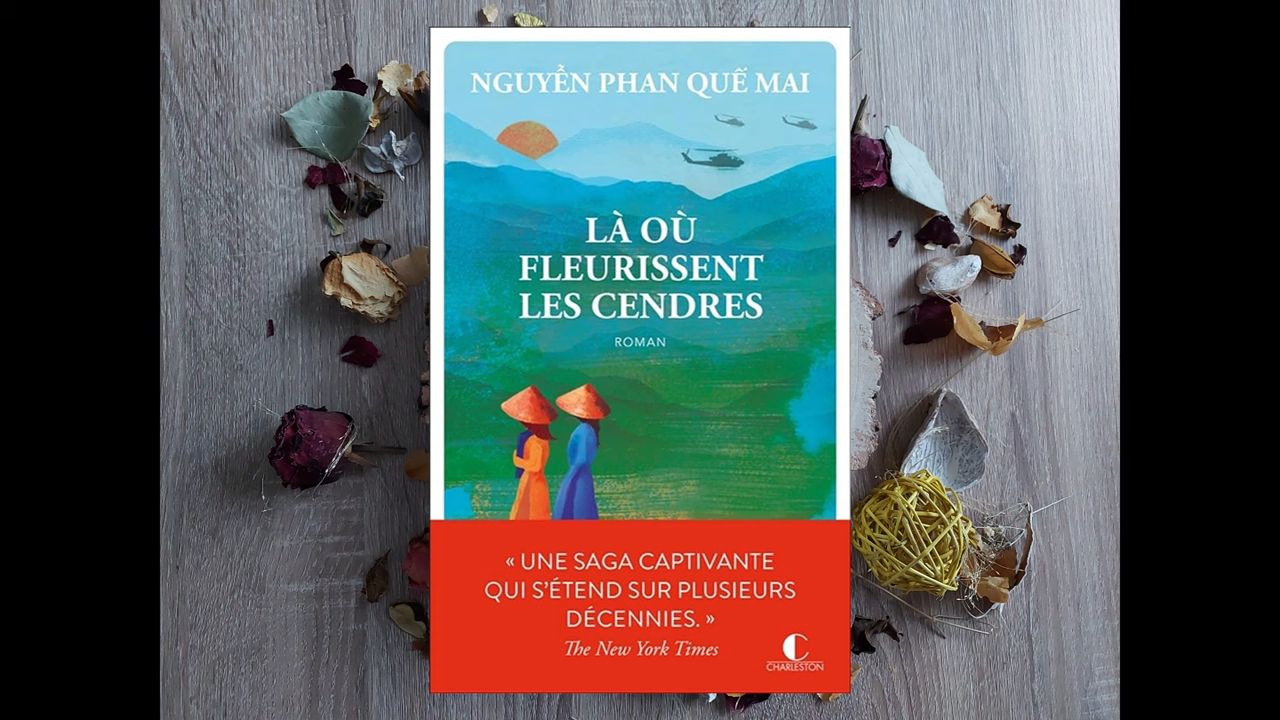 NGUYỄN PHAN QUẾ MAI
LÀ OÙ
FLEURISSENT
LES CENDRES
ROMAN
« UNE SAGA CAPTIVANTE
QUI S’ÉTEND SUR PLUSIEURS
DÉCENNIES. »
The New York Times
C
CHARLESTON